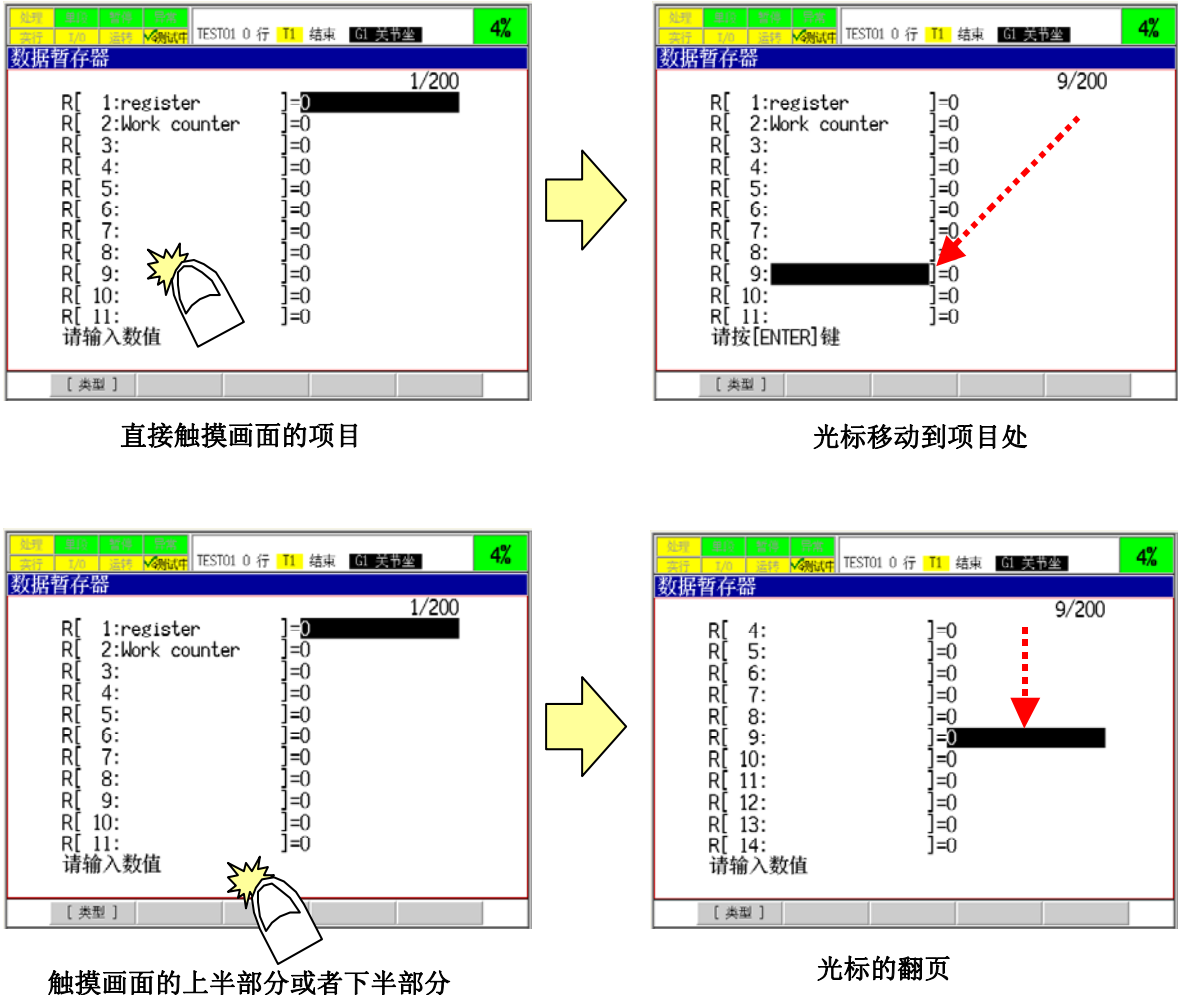 处理
实行 I/O 运转 测试中 TEST01 0 行 T1 结束 G1 关节坐 4%
数据暂存器
1/200
R[ 1:register ]=0
R[ 2:Work counter ]=0
R[ 3: ]=0
R[ 4: ]=0
R[ 5: ]=0
R[ 6: ]=0
R[ 7: ]=0
R[ 8: ]=0
R[ 9: ]=0
R[ 10: ]=0
R[ 11: ]=0
请输入数值
[ 类型 ]
直接触摸画面的项目
处理
实行 I/O 运转 测试中 TEST01 0 行 T1 结束 G1 关节坐 4%
数据暂存器
9/200
R[ 1:register ]=0
R[ 2:Work counter ]=0
R[ 3: ]=0
R[ 4: ]=0
R[ 5: ]=0
R[ 6: ]=0
R[ 7: ]=0
R[ 8: ]=0
R[ 9: ]=0
R[ 10: ]=0
R[ 11: ]=0
请按[ENTER]键
[ 类型 ]
光标移动到项目处
处理
实行 I/O 运转 测试中 TEST01 0 行 T1 结束 G1 关节坐 4%
数据暂存器
1/200
R[ 1:register ]=0
R[ 2:Work counter ]=0
R[ 3: ]=0
R[ 4: ]=0
R[ 5: ]=0
R[ 6: ]=0
R[ 7: ]=0
R[ 8: ]=0
R[ 9: ]=0
R[ 10: ]=0
R[ 11: ]=0
请输入数值
[ 类型 ]
触摸画面的上半部分或者下半部分
处理
实行 I/O 运转 测试中 TEST01 0 行 T1 结束 G1 关节坐 4%
数据暂存器
9/200
R[ 4: ]=0
R[ 5: ]=0
R[ 6: ]=0
R[ 7: ]=0
R[ 8: ]=0
R[ 9: ]=0
R[ 10: ]=0
R[ 11: ]=0
R[ 12: ]=0
R[ 13: ]=0
R[ 14: ]=0
请输入数值
[ 类型 ]
光标的翻页